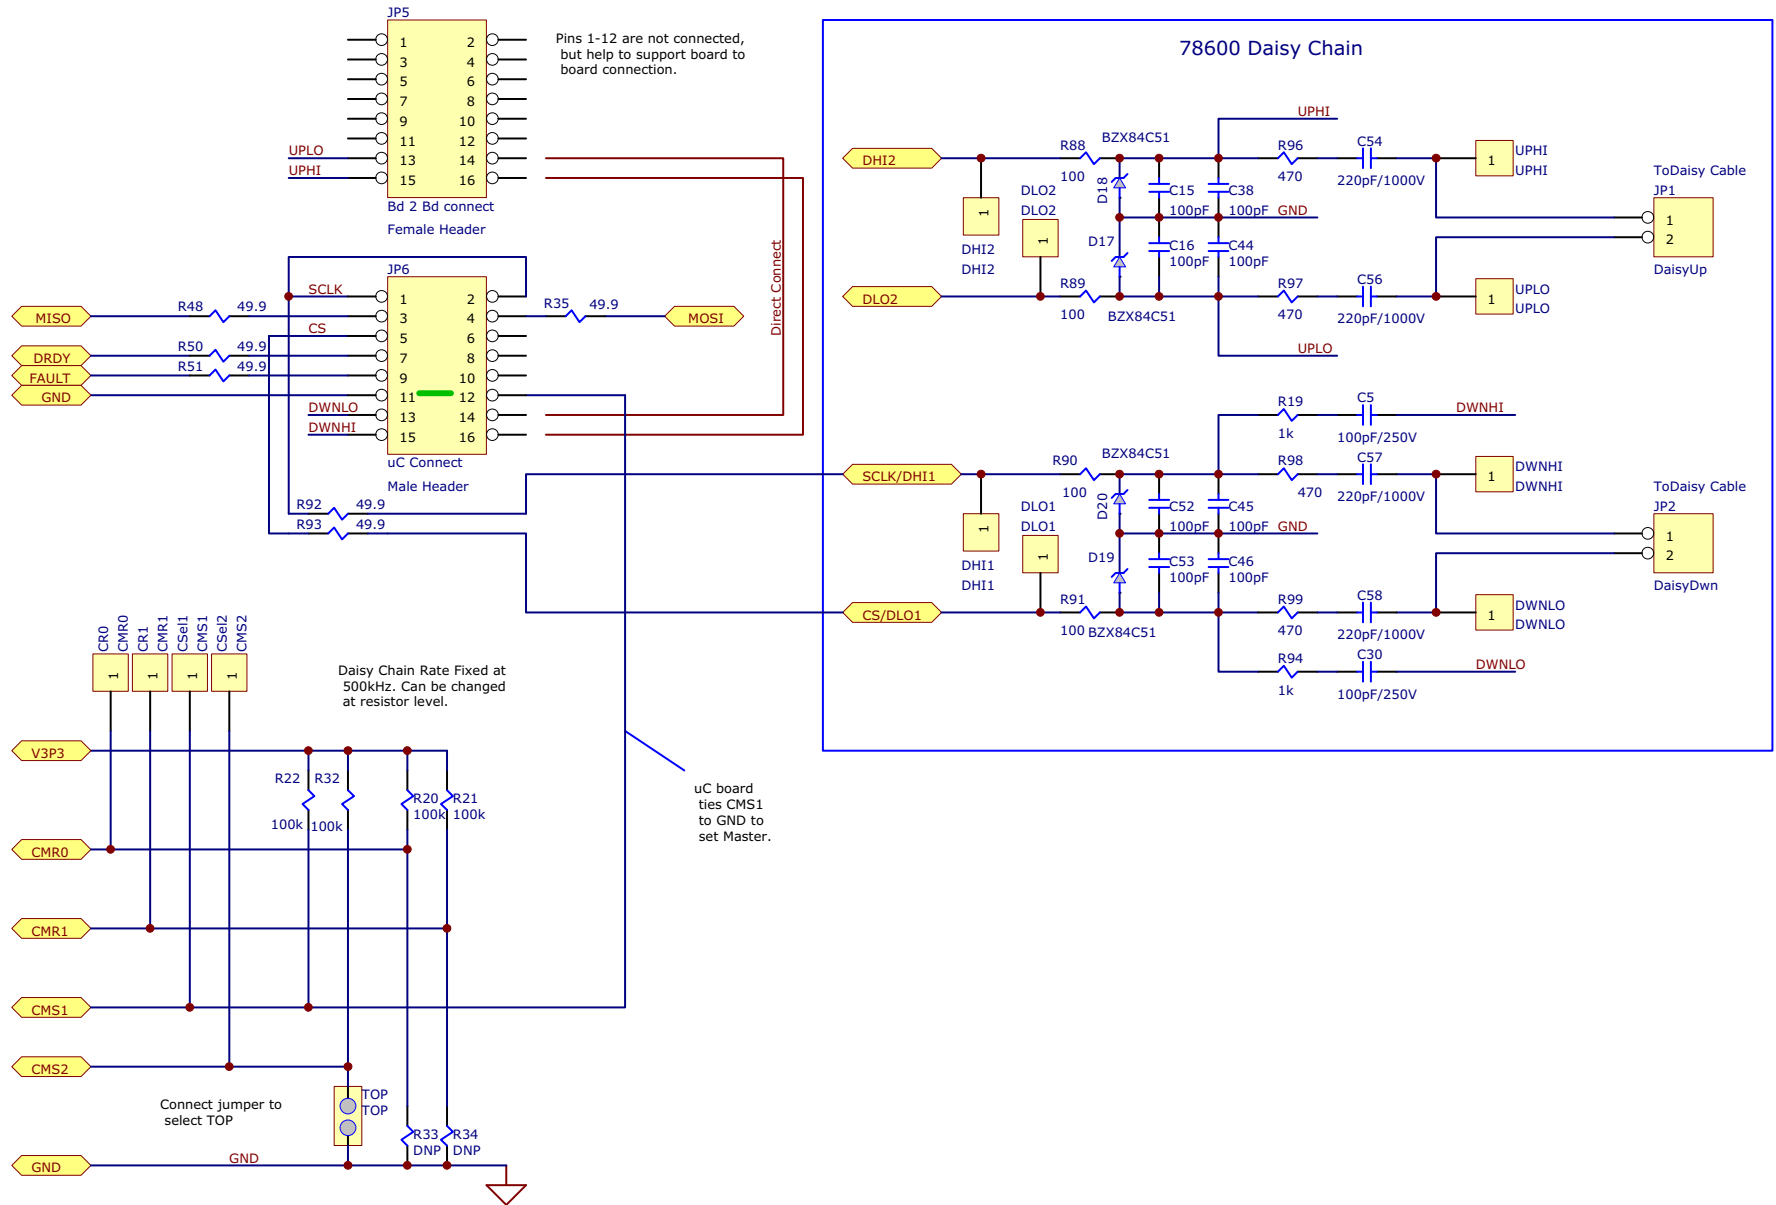 JP5
1 2
3 4
5 6
7 8
9 10
11 12
UPLO 13 14
UPHI 15 16
Bd 2 Bd connect
Female Header
Pins 1-12 are not connected,
but help to support board to
board connection.
Direct Connect
JP6
SCLK 1 2
MISO R48 49.9 3 4 R35 49.9 MOSI
CS 5 6
DRDY R50 49.9 7 8
FAULT R51 49.9 9 10
GND 11 12
DWNLO 13 14
DWNHI 15 16
uC Connect
Male Header
R92 49.9
R93 49.9
78600 Daisy Chain
UPHI
DHI2 R88 100 BZX84C51 R96 470 C54 220pF/1000V 1 UPHI
UPHI
D18 C15 100pF C38 100pF GND
1 DHI2
DHI2
DLO2
DLO2
1
D17 C16 100pF C44 100pF
DLO2 R89 100 BZX84C51 R97 470 C56 220pF/1000V 1 UPLO
UPLO
UPLO
ToDaisy Cable
JP1
1
2
DaisyUp
R19 1k C5 100pF/250V DWNHI
SCLK/DHI1 R90 100 BZX84C51 R98 470 C57 220pF/1000V 1 DWNHI
DWNHI
D20 C52 100pF C45 100pF GND
1 DHI1
DHI1
DLO1
DLO1
1
D19 C53 100pF C46 100pF
CS/DLO1 R91 100 BZX84C51 R99 470 C58 220pF/1000V 1 DWNLO
DWNLO
R94 1k C30 100pF/250V DWNLO
ToDaisy Cable
JP2
1
2
DaisyDwn
CR0
CMR0
CR1
CMR1
CSel1
CMS1
CSel2
CMS2
1 1 1 1
Daisy Chain Rate Fixed at
500kHz. Can be changed
at resistor level.
V3P3
R22 R32 R20 R21
100k 100k 100k 100k
uC board
ties CMS1
to GND to
set Master.
CMR0
CMR1
CMS1
CMS2
Connect jumper to
select TOP
TOP
TOP
R33 R34
DNP DNP
GND GND